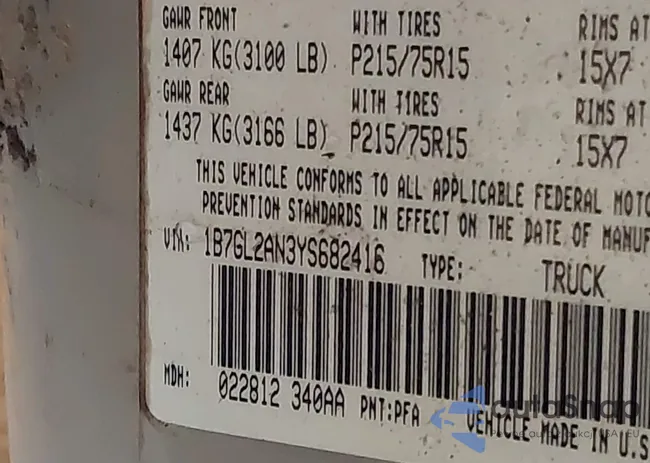 GAWR FRONT WITH TIRES RIMS AT
1407 KG(3100 LB) P215/75R15 . 15X7
GAWR REAR WITH TIRES RIMS AT
1437 KG(3166 LB) P215/75R15 . 15X7
THIS VEHICLE CONFORMS TO ALL APPLICABLE FEDERAL MOTO
PREVENTION STANDARDS IN EFFECT ON THE DATE OF MANUF
VIN: 1B7GL2AN3YS682416 TYPE: TRUCK
MDH: 022812 340AA PNT:PFA VEHICLE MADE IN U.S
autoSnap